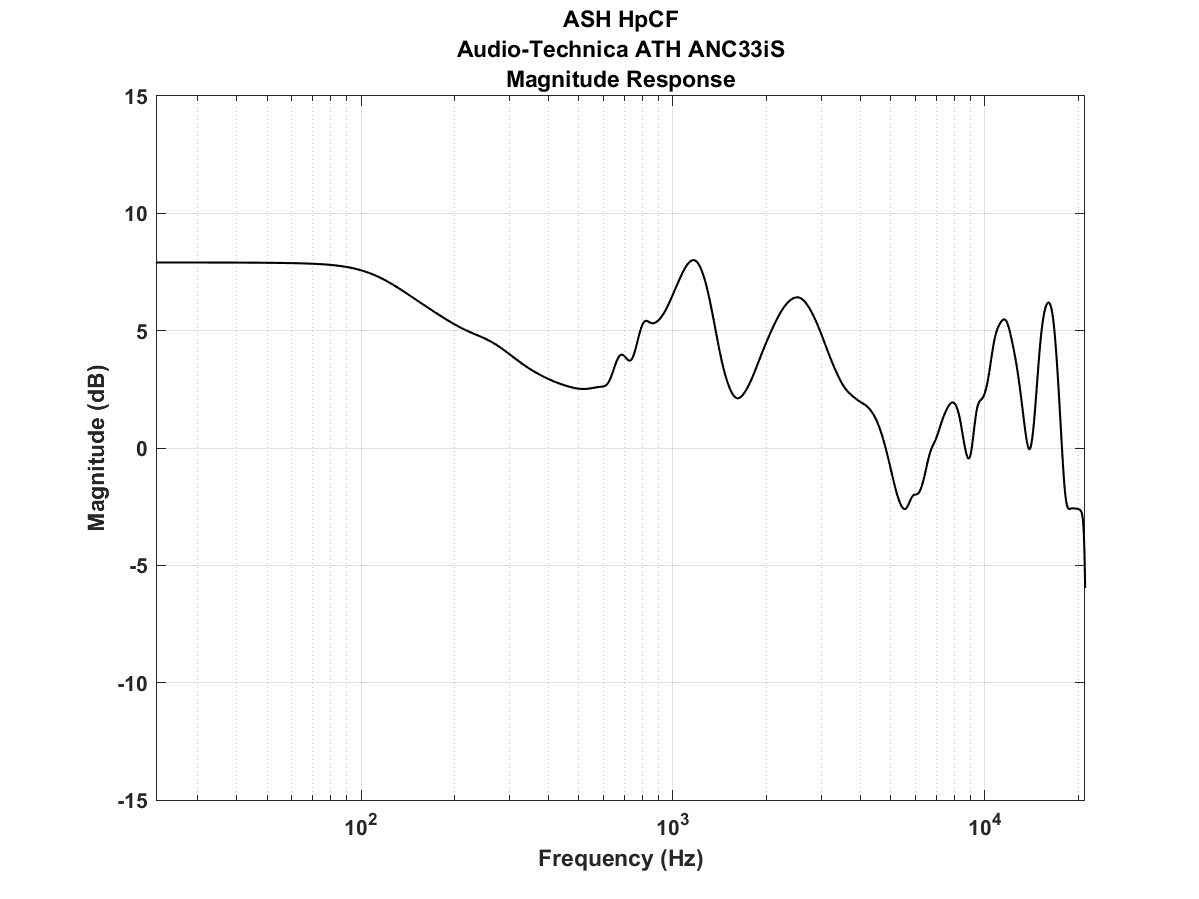 ASH HpCF
Audio-Technica ATH ANC33iS
Magnitude Response
15
10
5
0
-5
-10
-15
Magnitude (dB)
10² 10³ 10⁴
Frequency (Hz)